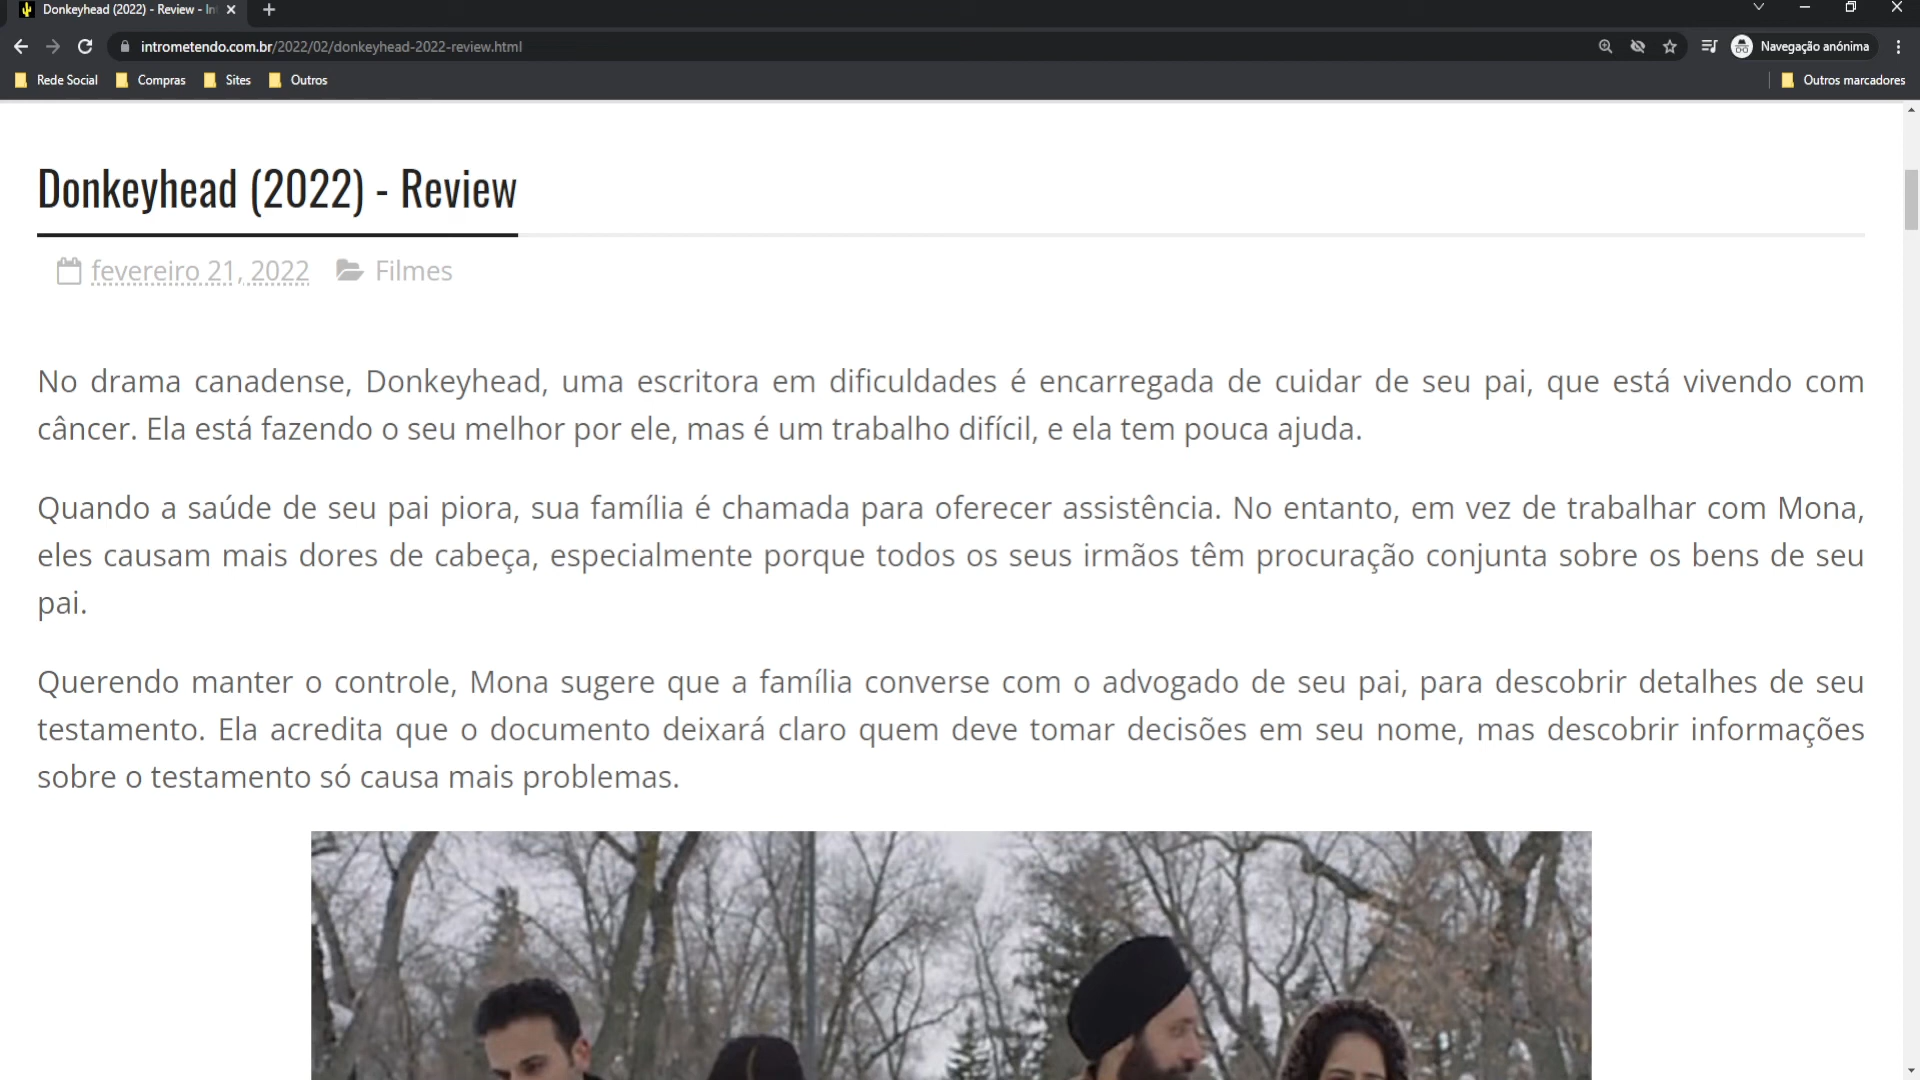 Donkeyhead (2022) - Review - In
intrometendo.com.br/2022/02/donkeyhead-2022-review.html
Navegação anónima
Rede Social
Compras
Sites
Outros
Outros marcadores
Donkeyhead (2022) - Review
fevereiro 21, 2022
Filmes
No drama canadense, Donkeyhead, uma escritora em dificuldades é encarregada de cuidar de seu pai, que está vivendo com
câncer. Ela está fazendo o seu melhor por ele, mas é um trabalho difícil, e ela tem pouca ajuda.
Quando a saúde de seu pai piora, sua família é chamada para oferecer assistência. No entanto, em vez de trabalhar com Mona,
eles causam mais dores de cabeça, especialmente porque todos os seus irmãos têm procuração conjunta sobre os bens de seu
pai.
Querendo manter o controle, Mona sugere que a família converse com o advogado de seu pai, para descobrir detalhes de seu
testamento. Ela acredita que o documento deixará claro quem deve tomar decisões em seu nome, mas descobrir informações
sobre o testamento só causa mais problemas.